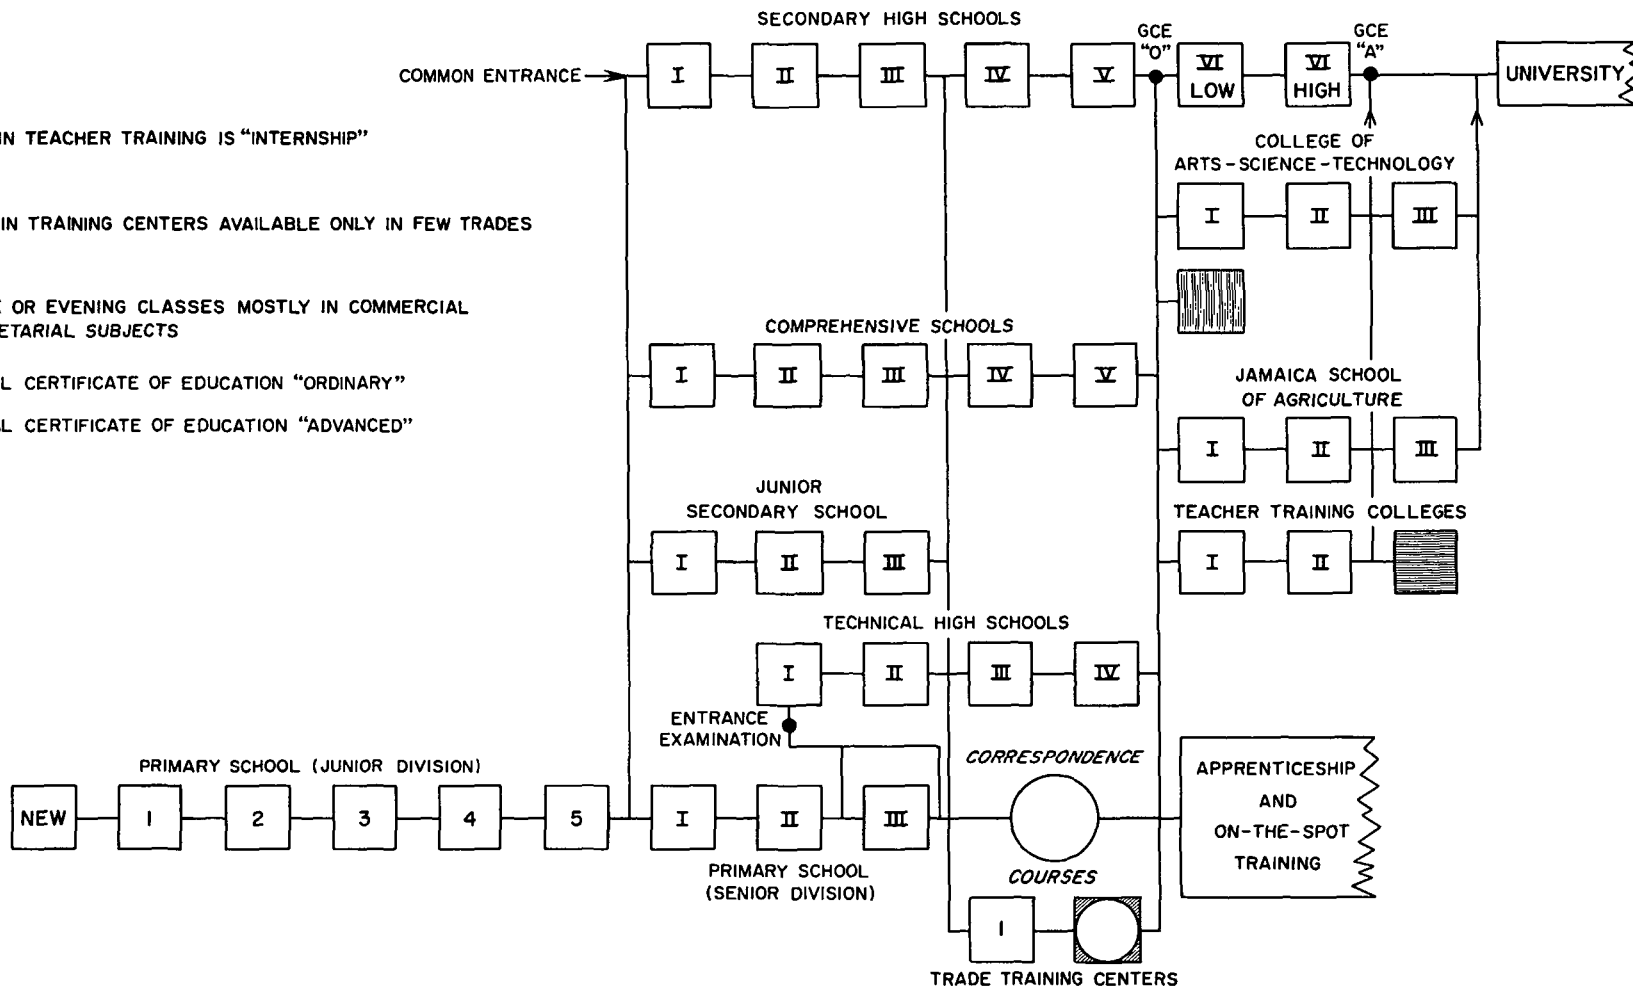 SECONDARY HIGH SCHOOLS
GCE
"O"
GCE
"A"
COMMON ENTRANCE
I
II
III
IV
V
VI
LOW
VI
HIGH
UNIVERSITY
IN TEACHER TRAINING IS "INTERNSHIP"
COLLEGE OF
ARTS-SCIENCE-TECHNOLOGY
I
II
III
IN TRAINING CENTERS AVAILABLE ONLY IN FEW TRADES
OR EVENING CLASSES MOSTLY IN COMMERCIAL
ETARIAL SUBJECTS
COMPREHENSIVE SCHOOLS
I
II
III
IV
V
L CERTIFICATE OF EDUCATION "ORDINARY"
L CERTIFICATE OF EDUCATION "ADVANCED"
JAMAICA SCHOOL
OF AGRICULTURE
I
II
III
JUNIOR
SECONDARY SCHOOL
I
II
III
TEACHER TRAINING COLLEGES
I
II
TECHNICAL HIGH SCHOOLS
I
II
III
IV
ENTRANCE
EXAMINATION
PRIMARY SCHOOL (JUNIOR DIVISION)
NEW
1
2
3
4
5
I
II
III
PRIMARY SCHOOL
(SENIOR DIVISION)
CORRESPONDENCE
COURSES
APPRENTICESHIP
AND
ON-THE-SPOT
TRAINING
I
TRADE TRAINING CENTERS